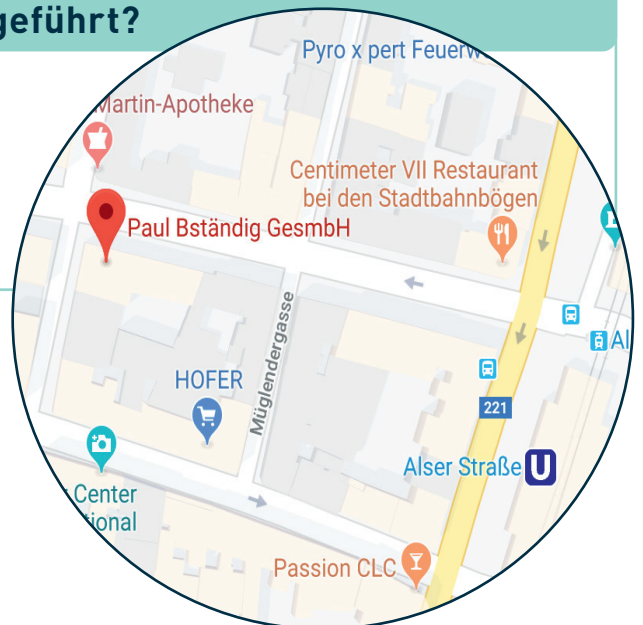 geführt?
Pyro x pert Feuerw
Martin-Apotheke
Centimeter VII Restaurant
bei den Stadtbahnbögen
Paul Bständig GesmbH
Müglendergasse
HOFER
221
Al
Alser Straße U
Center
tional
Passion CLC